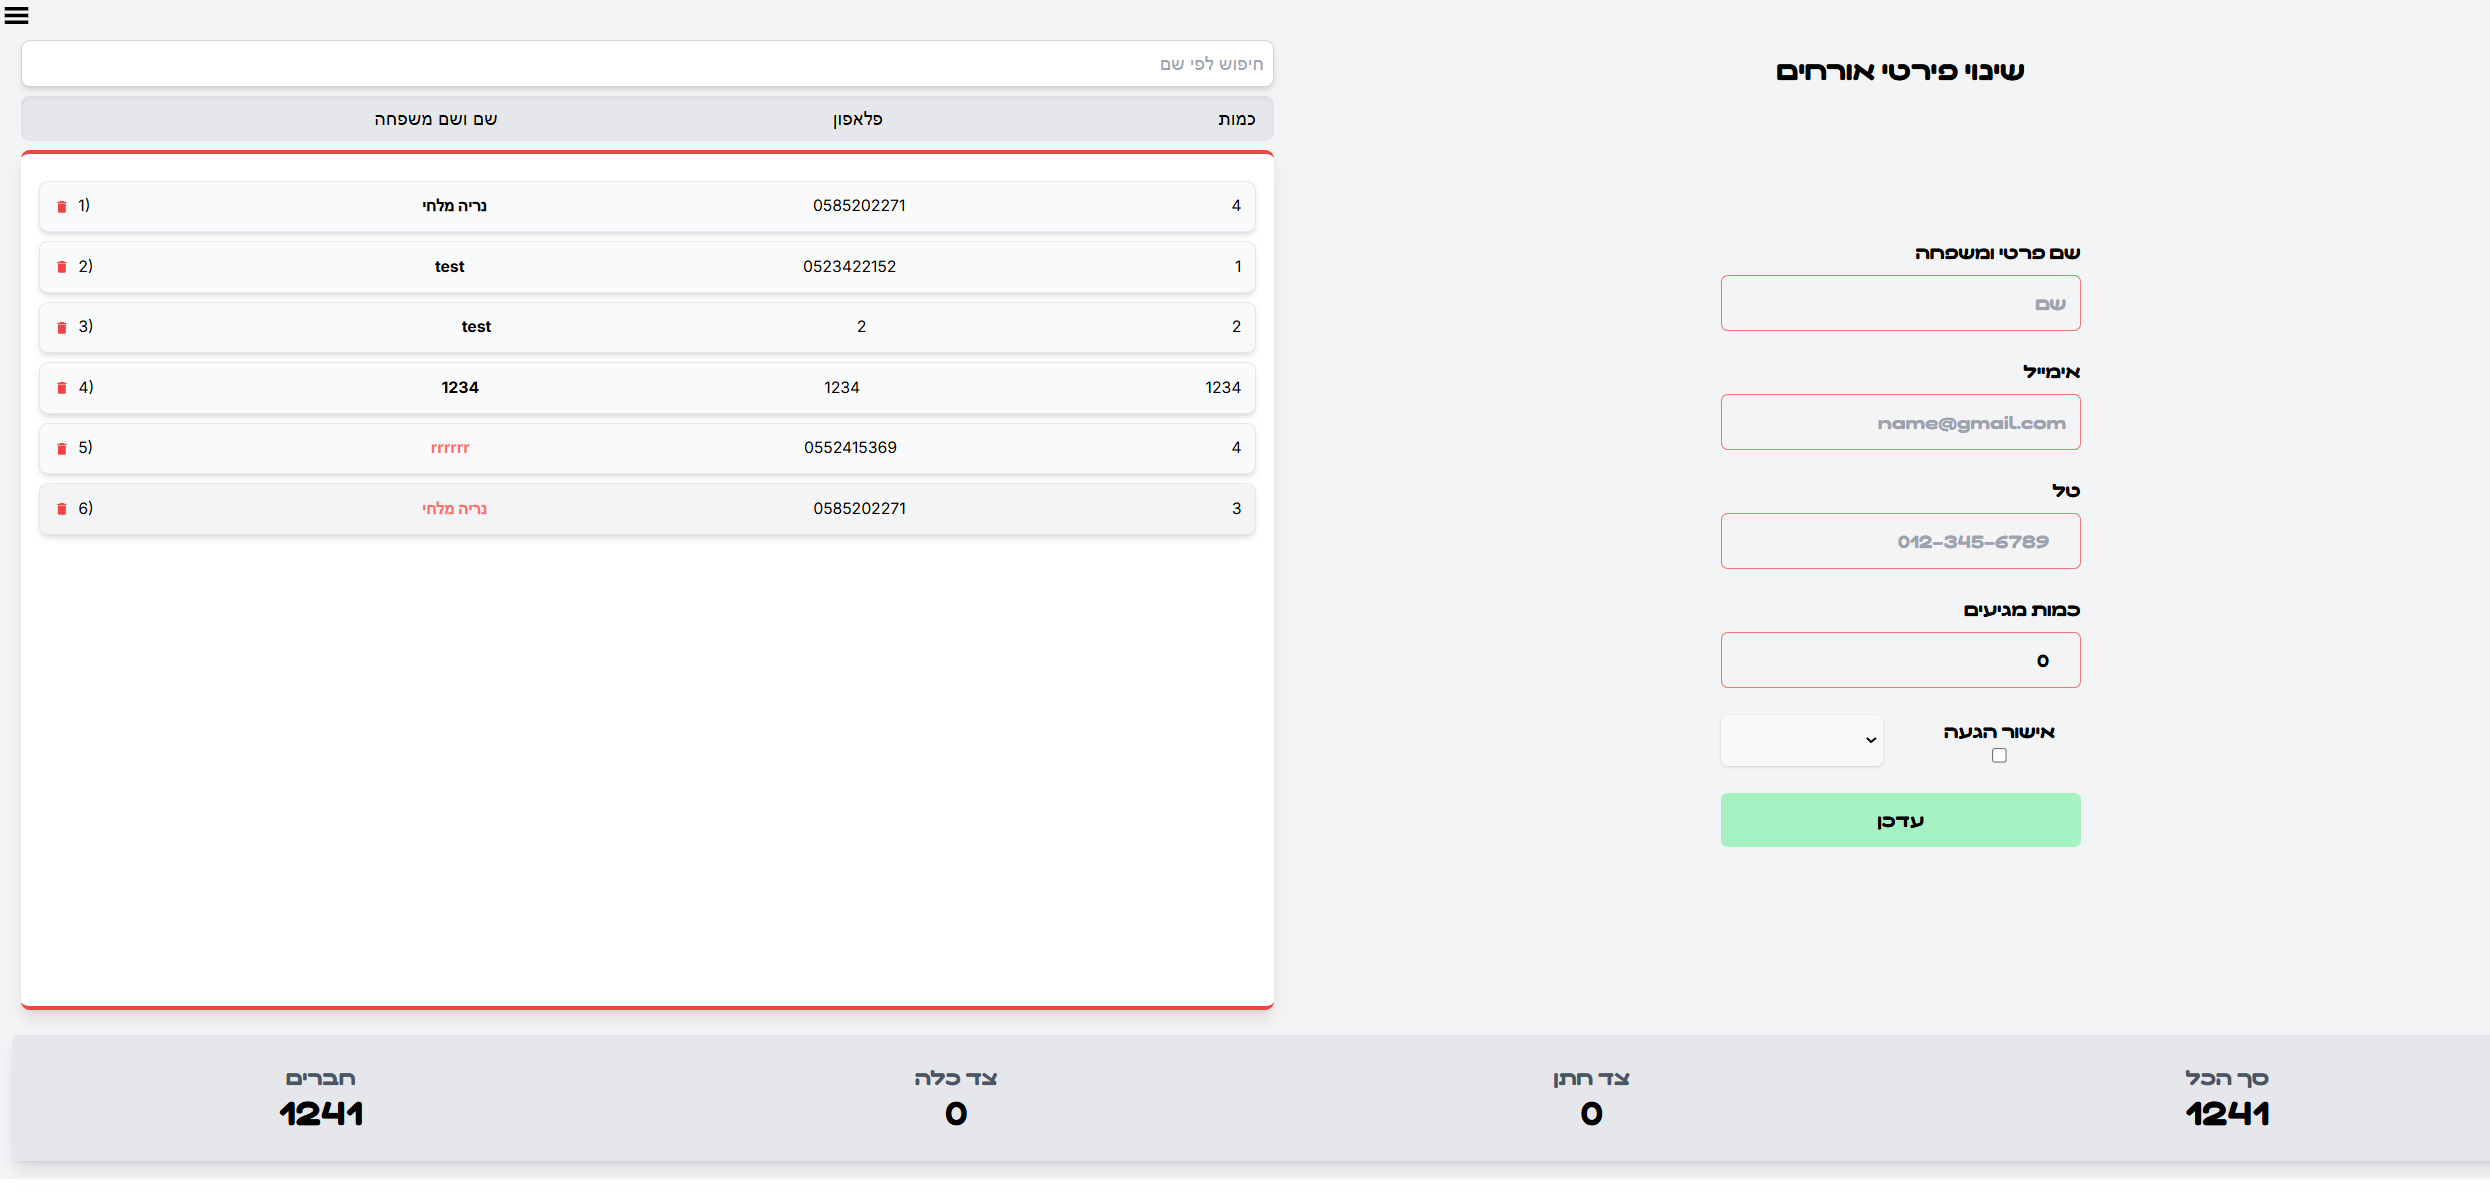 שינוי פירטי אורחים
שם פרטי ומשפחה
שם
אימייל
name@gmail.com
טל
012-345-6789
כמות מגיעים
0
אישור הגעה
עדכן
חיפוש לפי שם
כמות פלאפון שם ושם משפחה
4 0585202271 נריה מלחי 1)
1 0523422152 test 2)
2 2 test 3)
1234 1234 1234 4)
4 0552415369 rrrrrr 5)
3 0585202271 נריה מלחי 6)
סך הכל צד חתן צד כלה חברים
1241 0 0 1241